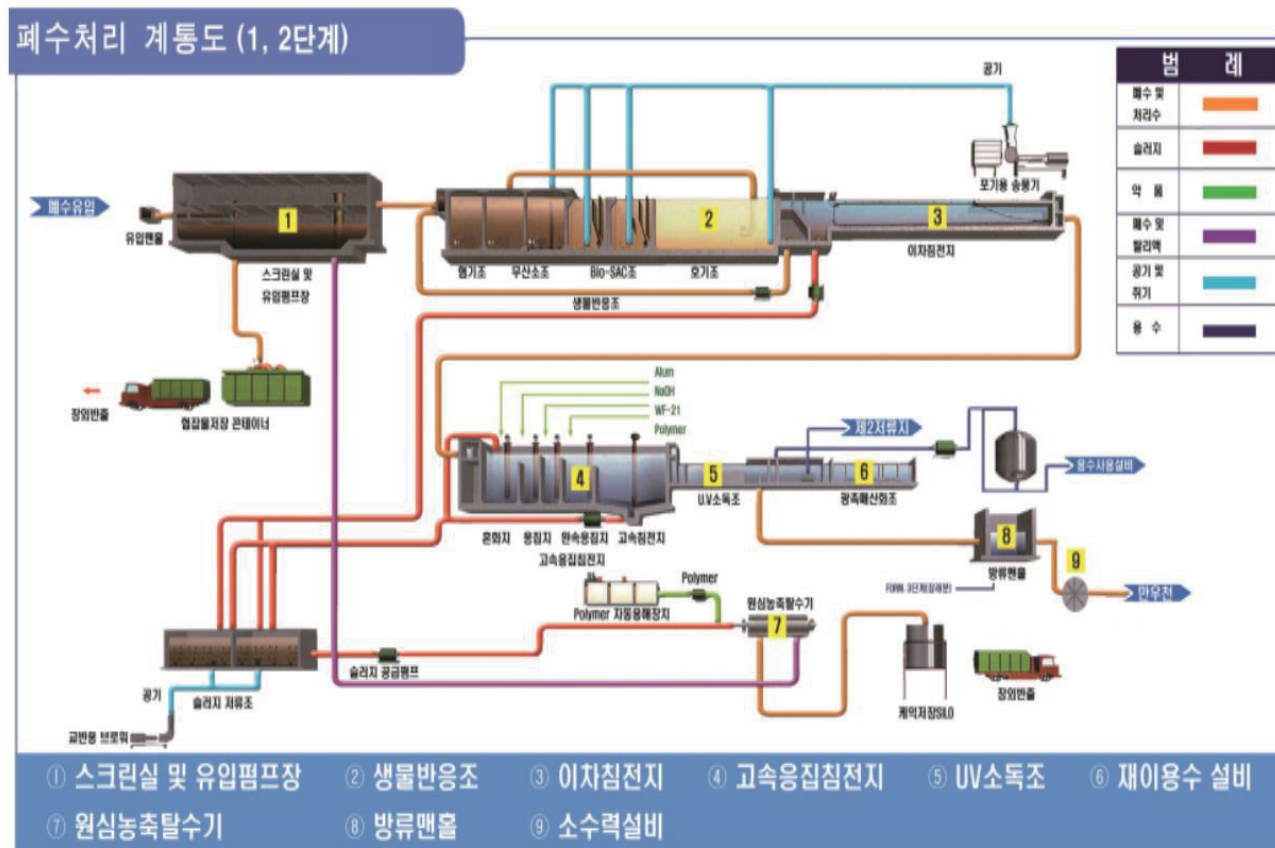 폐수처리 계통도 (1, 2단계)
범 례
폐수 및
처리수
슬러지
약 품
폐수 및
탈리액
공기 및
취기
용 수
공기
포기용 송풍기
폐수유입
유입맨홀
1
스크린실 및
유입펌프장
2
혐기조
무산소조
Bio-SAC조
호기조
생물반응조
3
이차침전지
장외반출
협잡물저장 콘테이너
Alum
NaOH
WF-21
Polymer
4
혼화지
응집지
완속응집지
고속침전지
고속응집침전지
5
U.V소독조
제2저류지
6
광촉매산화조
용수사용설비
8
방류맨홀
9
만우천
Polymer
Polymer 자동용해장치
원심농축탈수기
7
슬러지 공급펌프
공기
슬러지 저류조
교반용 브로워
케익저장SILO
장외반출
① 스크린실 및 유입펌프장
② 생물반응조
③ 이차침전지
④ 고속응집침전지
⑤ UV소독조
⑥ 재이용수 설비
⑦ 원심농축탈수기
⑧ 방류맨홀
⑨ 소수력설비